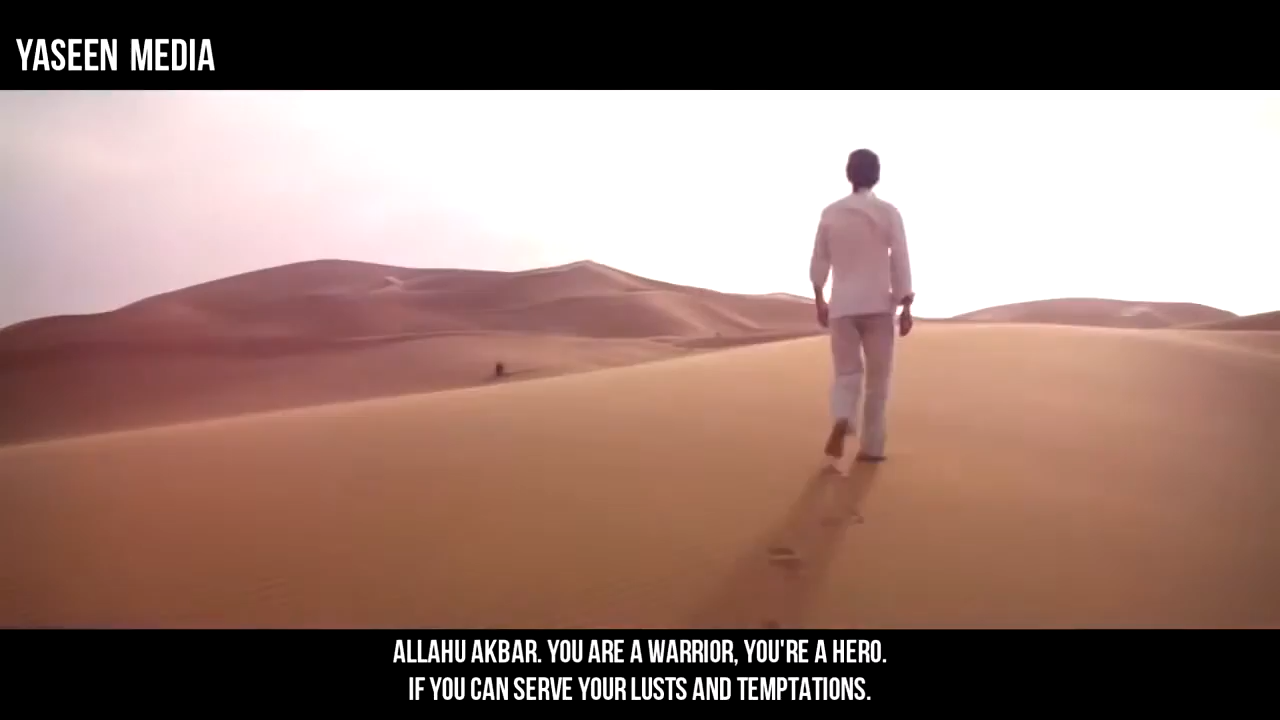 YASEEN MEDIA
ALLAHU AKBAR. YOU ARE A WARRIOR, YOU'RE A HERO.
IF YOU CAN SERVE YOUR LUSTS AND TEMPTATIONS.